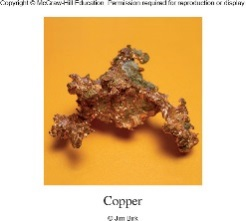 Copyright © McGraw-Hill Education. Permission required for reproduction or display.
Copper
© Jim Birk